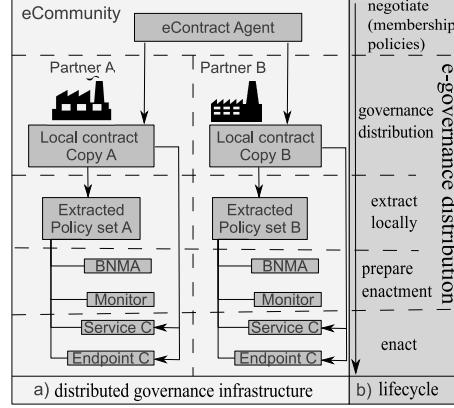 eCommunity
eContract Agent
negotiate
(membership
policies)
Partner A
Partner B
governance
distribution
Local contract
Copy A
Local contract
Copy B
e-governance distribution
Extracted
Policy set A
Extracted
Policy set B
extract
locally
BNMA
BNMA
prepare
enactment
Monitor
Monitor
Service C
Service C
enact
Endpoint C
Endpoint C
a) distributed governance infrastructure
b) lifecycle